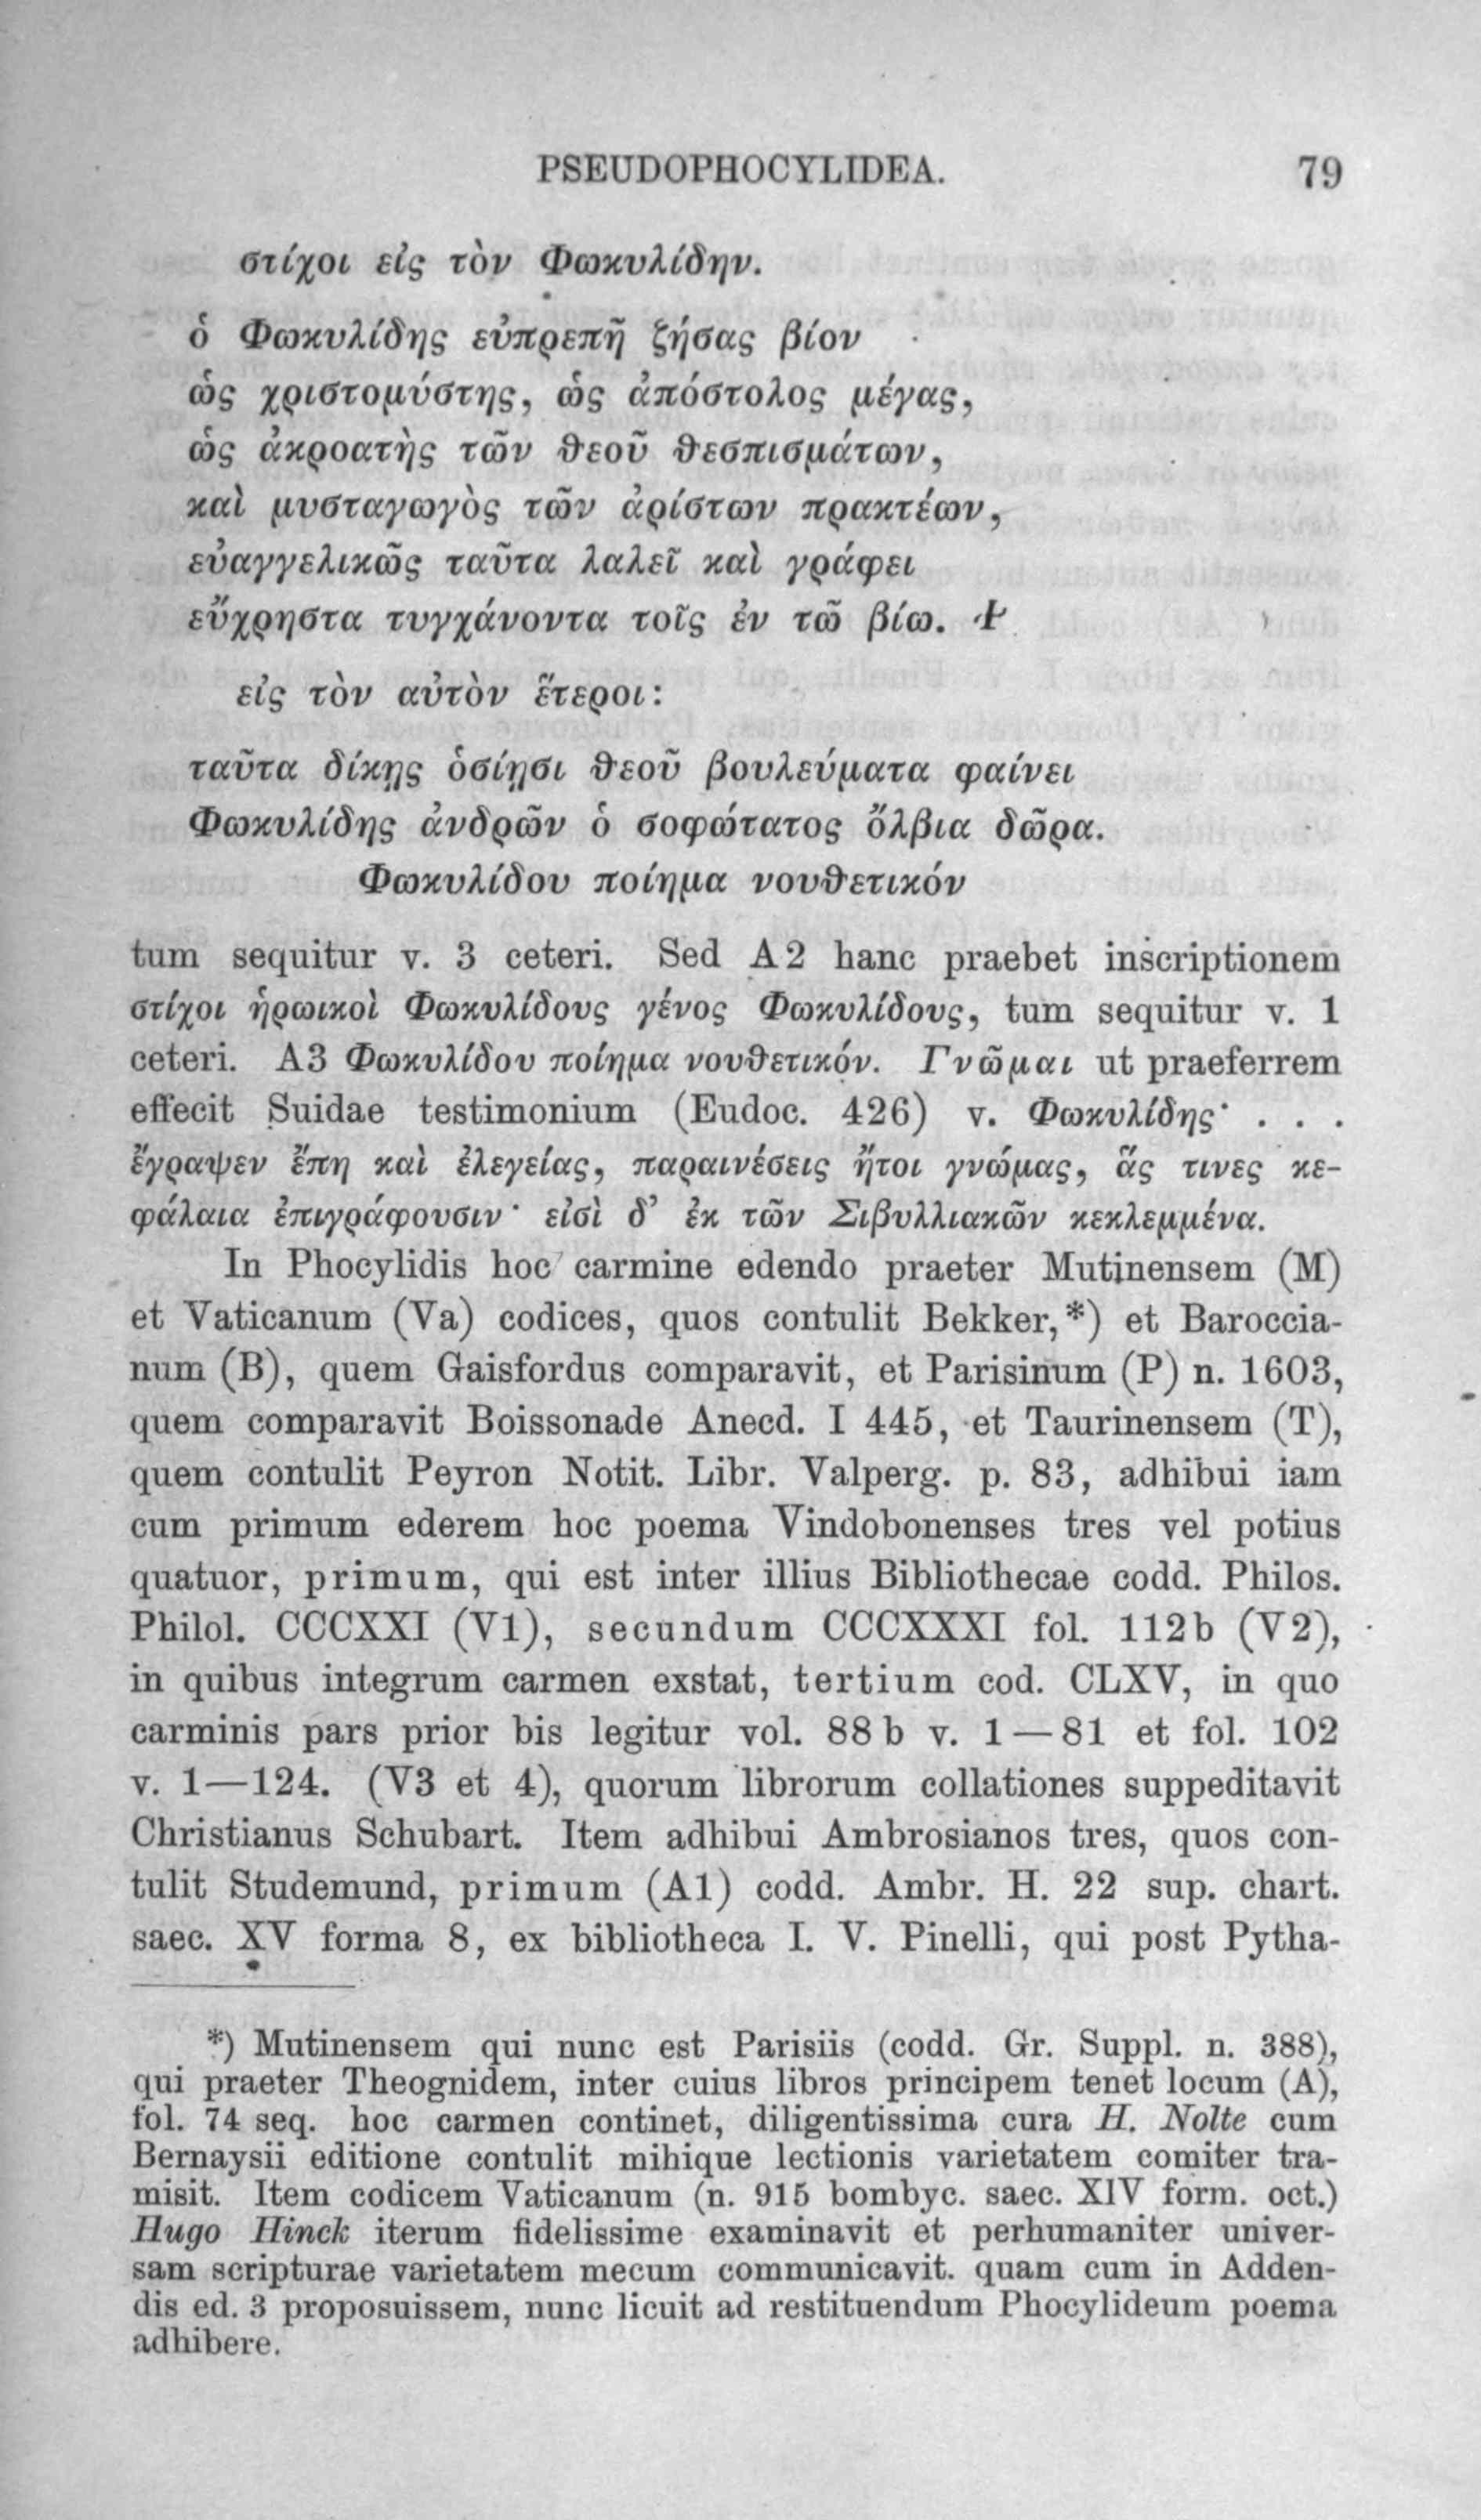 PSEUDOPHOCYLIDEA. 79
στίχοι εἰς τὸν Φωκυλίδην.
ὁ Φωκυλίδης εὐπρεπῆ ζήσας βίον
ὡς χριστομύστης, ὡς ἀπόστολος μέγας,
ὡς ἀκροατὴς τῶν θεοῦ θεσπισμάτων,
καὶ μυσταγωγὸς τῶν ἀρίστων πρακτέων,
εὐαγγελικῶς ταῦτα λαλεῖ καὶ γράφει
εὔχρηστα τυγχάνοντα τοῖς ἐν τῶ βίω.
εἰς τὸν αὐτὸν ἕτεροι:
ταῦτα δίκῃς ὁσίῃσι θεοῦ βουλεύματα φαίνει
Φωκυλίδης ἀνδρῶν ὁ σοφώτατος ὄλβια δῶρα.
Φωκυλίδου ποίημα νουθετικόν
tum sequitur v. 3 ceteri. Sed A2 hanc praebet inscriptionem
στίχοι ἡρωικοὶ Φωκυλίδους γένος Φωκυλίδους, tum sequitur v. 1
ceteri. A3 Φωκυλίδου ποίημα νουθετικόν. Γνῶμαι ut praeferrem
effecit Suidae testimonium (Eudoc. 426) v. Φωκυλίδης· . . .
ἔγραψεν ἔπη καὶ ἐλεγείας, παραινέσεις ἤτοι γνώμας, ἅς τινες κε-
φάλαια ἐπιγράφουσιν· εἰσὶ δ’ ἐκ τῶν Σιβυλλιακῶν κεκλεμμένα.
In Phocylidis hoc carmine edendo praeter Mutinensem (M)
et Vaticanum (Va) codices, quos contulit Bekker,*) et Baroccia-
num (B), quem Gaisfordus comparavit, et Parisinum (P) n. 1603,
quem comparavit Boissonade Anecd. I 445, et Taurinensem (T),
quem contulit Peyron Notit. Libr. Valperg. p. 83, adhibui iam
cum primum ederem hoc poema Vindobonenses tres vel potius
quatuor, primum, qui est inter illius Bibliothecae codd. Philos.
Philol. CCCXXI (V1), secundum CCCXXXI fol. 112b (V2),
in quibus integrum carmen exstat, tertium cod. CLXV, in quo
carminis pars prior bis legitur vol. 88b v. 1—81 et fol. 102
v. 1—124. (V3 et 4), quorum librorum collationes suppeditavit
Christianus Schubart. Item adhibui Ambrosianos tres, quos con-
tulit Studemund, primum (A1) codd. Ambr. H. 22 sup. chart.
saec. XV forma 8, ex bibliotheca I. V. Pinelli, qui post Pytha-
*) Mutinensem qui nunc est Parisiis (codd. Gr. Suppl. n. 388),
qui praeter Theognidem, inter cuius libros principem tenet locum (A),
fol. 74 seq. hoc carmen continet, diligentissima cura H. Nolte cum
Bernaysii editione contulit mihique lectionis varietatem comiter tra-
misit. Item codicem Vaticanum (n. 915 bombyc. saec. XIV form. oct.)
Hugo Hinck iterum fidelissime examinavit et perhumaniter univer-
sam scripturae varietatem mecum communicavit. quam cum in Adden-
dis ed. 3 proposuissem, nunc licuit ad restituendum Phocylideum poema
adhibere.